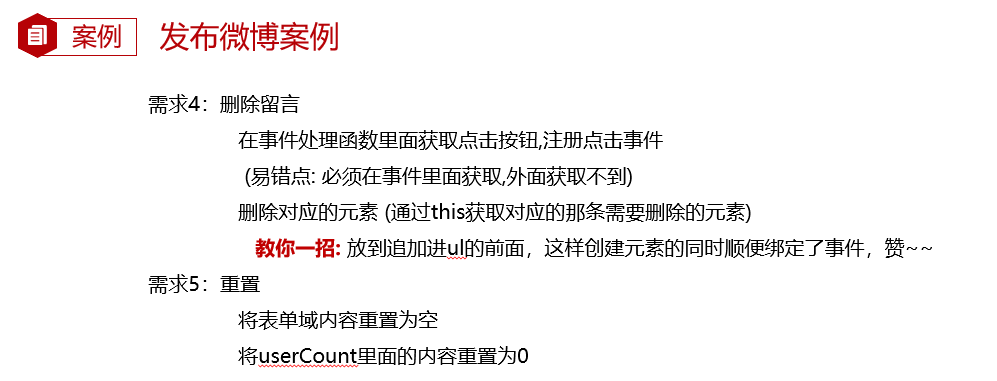 案例 发布微博案例
需求4：删除留言
在事件处理函数里面获取点击按钮,注册点击事件
(易错点: 必须在事件里面获取,外面获取不到)
删除对应的元素 (通过this获取对应的那条需要删除的元素)
教你一招: 放到追加进ul的前面，这样创建元素的同时顺便绑定了事件，赞~~
需求5：重置
将表单域内容重置为空
将userCount里面的内容重置为0